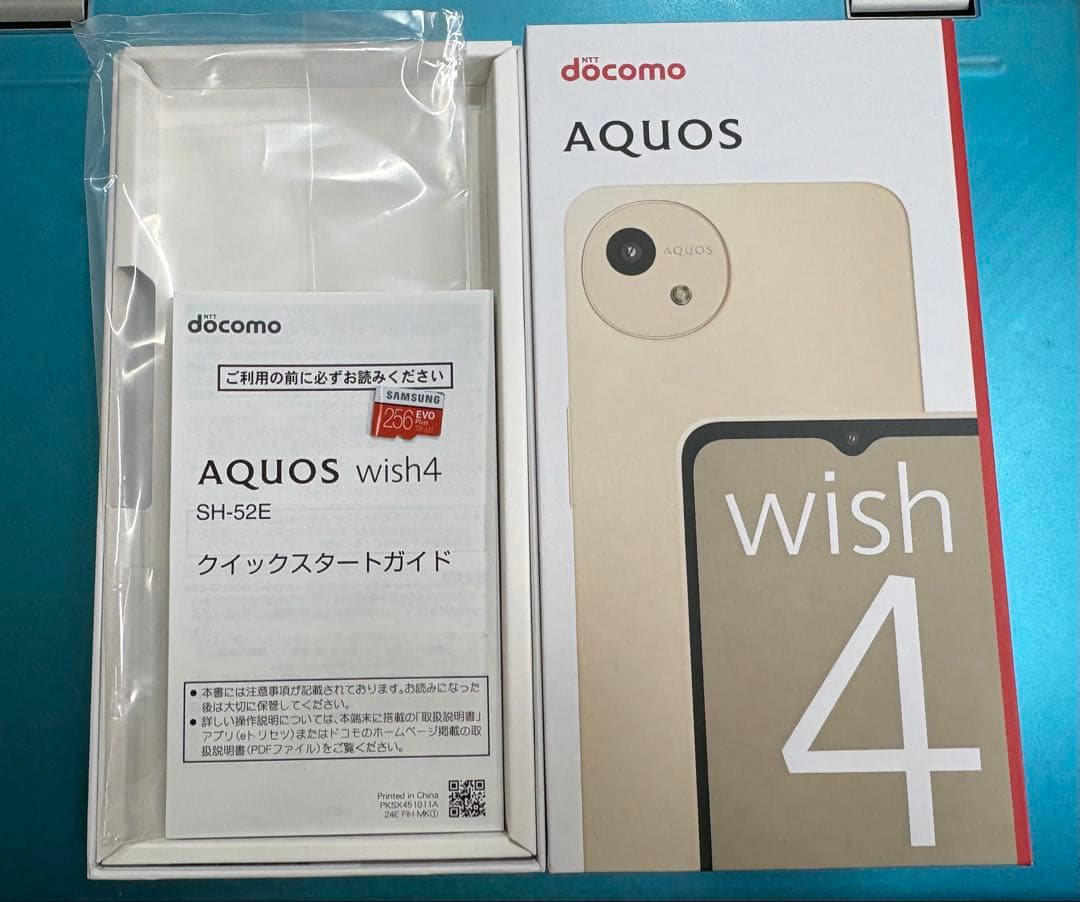 NTT
docomo
ご利用の前に必ずお読みください
SAMSUNG
256 EVO
Plus
AQUOS wish4
SH-52E
クイックスタートガイド
● 本書には注意事項が記載されております。お読みになった
後は大切に保管してください。
● 詳しい操作説明については、本端末に搭載の「取扱説明書」
アプリ(eトリセツ)またはドコモのホームページ掲載の取
扱説明書(PDFファイル)をご覧ください。
Printed in China
PKSX451011A
24E FIH MK①
NTT
docomo
AQUOS
AQUOS
wish
4